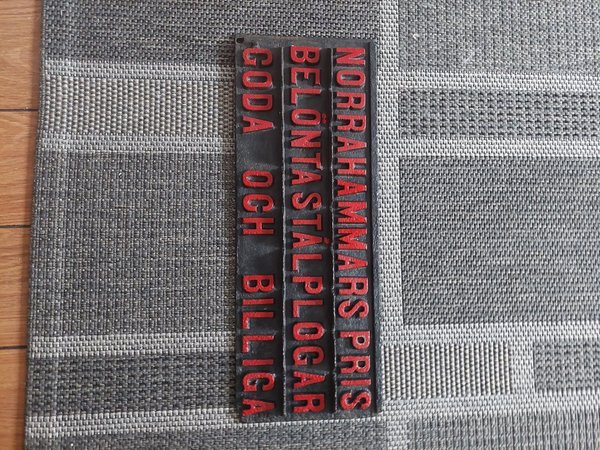 NORRAHAMMARS PRIS
BELÖNTA STÅLPLOGAR
GODA OCH BILLIGA